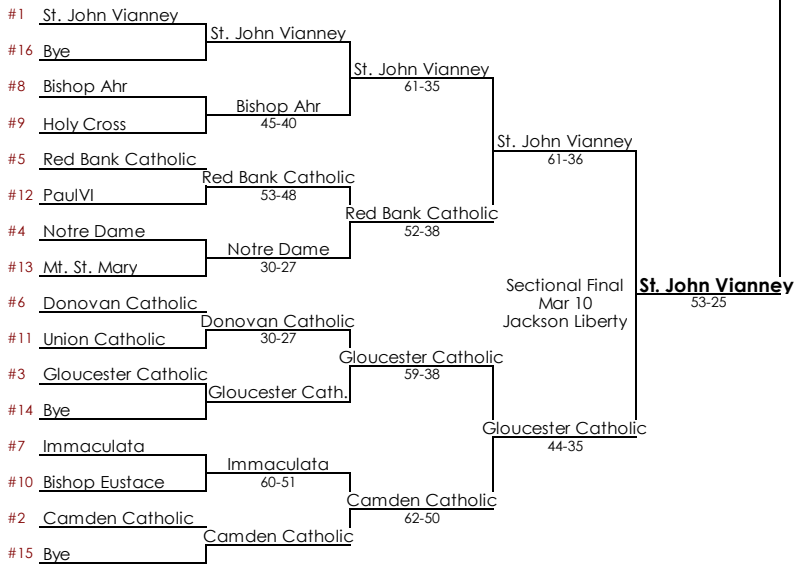 #1 St. John Vianney
St. John Vianney
#16 Bye
St. John Vianney
61-35
#8 Bishop Ahr
Bishop Ahr
45-40
#9 Holy Cross
St. John Vianney
61-36
#5 Red Bank Catholic
Red Bank Catholic
53-48
#12 PaulVI
Red Bank Catholic
52-38
#4 Notre Dame
Notre Dame
30-27
#13 Mt. St. Mary
Sectional Final
Mar 10
Jackson Liberty
St. John Vianney
53-25
#6 Donovan Catholic
Donovan Catholic
30-27
#11 Union Catholic
Gloucester Catholic
59-38
#3 Gloucester Catholic
Gloucester Cath.
#14 Bye
Gloucester Catholic
44-35
#7 Immaculata
Immaculata
60-51
#10 Bishop Eustace
Camden Catholic
62-50
#2 Camden Catholic
Camden Catholic
#15 Bye